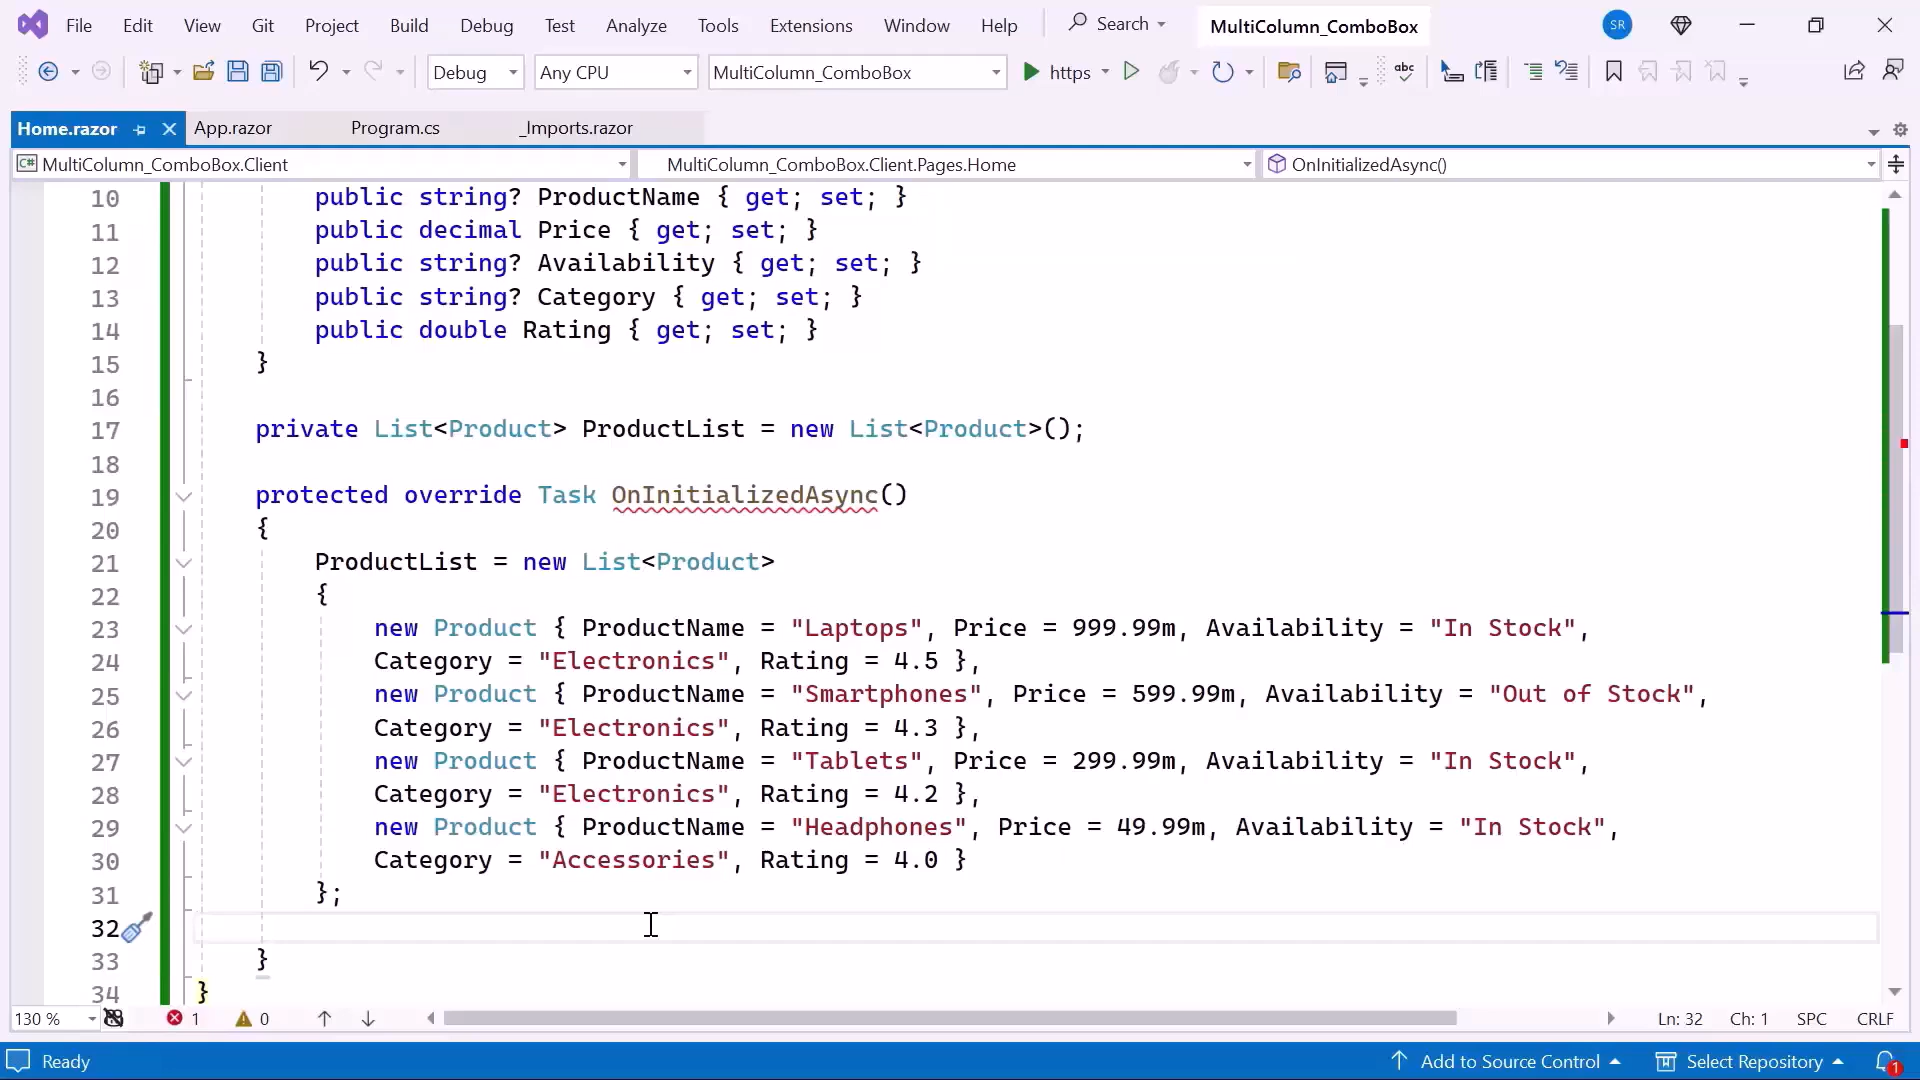 File Edit View Git Project Build Debug Test Analyze Tools Extensions Window Help Search MultiColumn_ComboBox SR
Debug Any CPU MultiColumn_ComboBox https abc
Home.razor App.razor Program.cs _Imports.razor
C# MultiColumn_ComboBox.Client MultiColumn_ComboBox.Client.Pages.Home OnInitializedAsync()
10 public string? ProductName { get; set; }
11 public decimal Price { get; set; }
12 public string? Availability { get; set; }
13 public string? Category { get; set; }
14 public double Rating { get; set; }
15 }
16
17 private List<Product> ProductList = new List<Product>();
18
19 protected override Task OnInitializedAsync()
20 {
21 ProductList = new List<Product>
22 {
23 new Product { ProductName = "Laptops", Price = 999.99m, Availability = "In Stock",
24 Category = "Electronics", Rating = 4.5 },
25 new Product { ProductName = "Smartphones", Price = 599.99m, Availability = "Out of Stock",
26 Category = "Electronics", Rating = 4.3 },
27 new Product { ProductName = "Tablets", Price = 299.99m, Availability = "In Stock",
28 Category = "Electronics", Rating = 4.2 },
29 new Product { ProductName = "Headphones", Price = 49.99m, Availability = "In Stock",
30 Category = "Accessories", Rating = 4.0 }
31 };
32
33 }
34 }
130 % 1 0 Ln: 32 Ch: 1 SPC CRLF
Ready Add to Source Control Select Repository 1